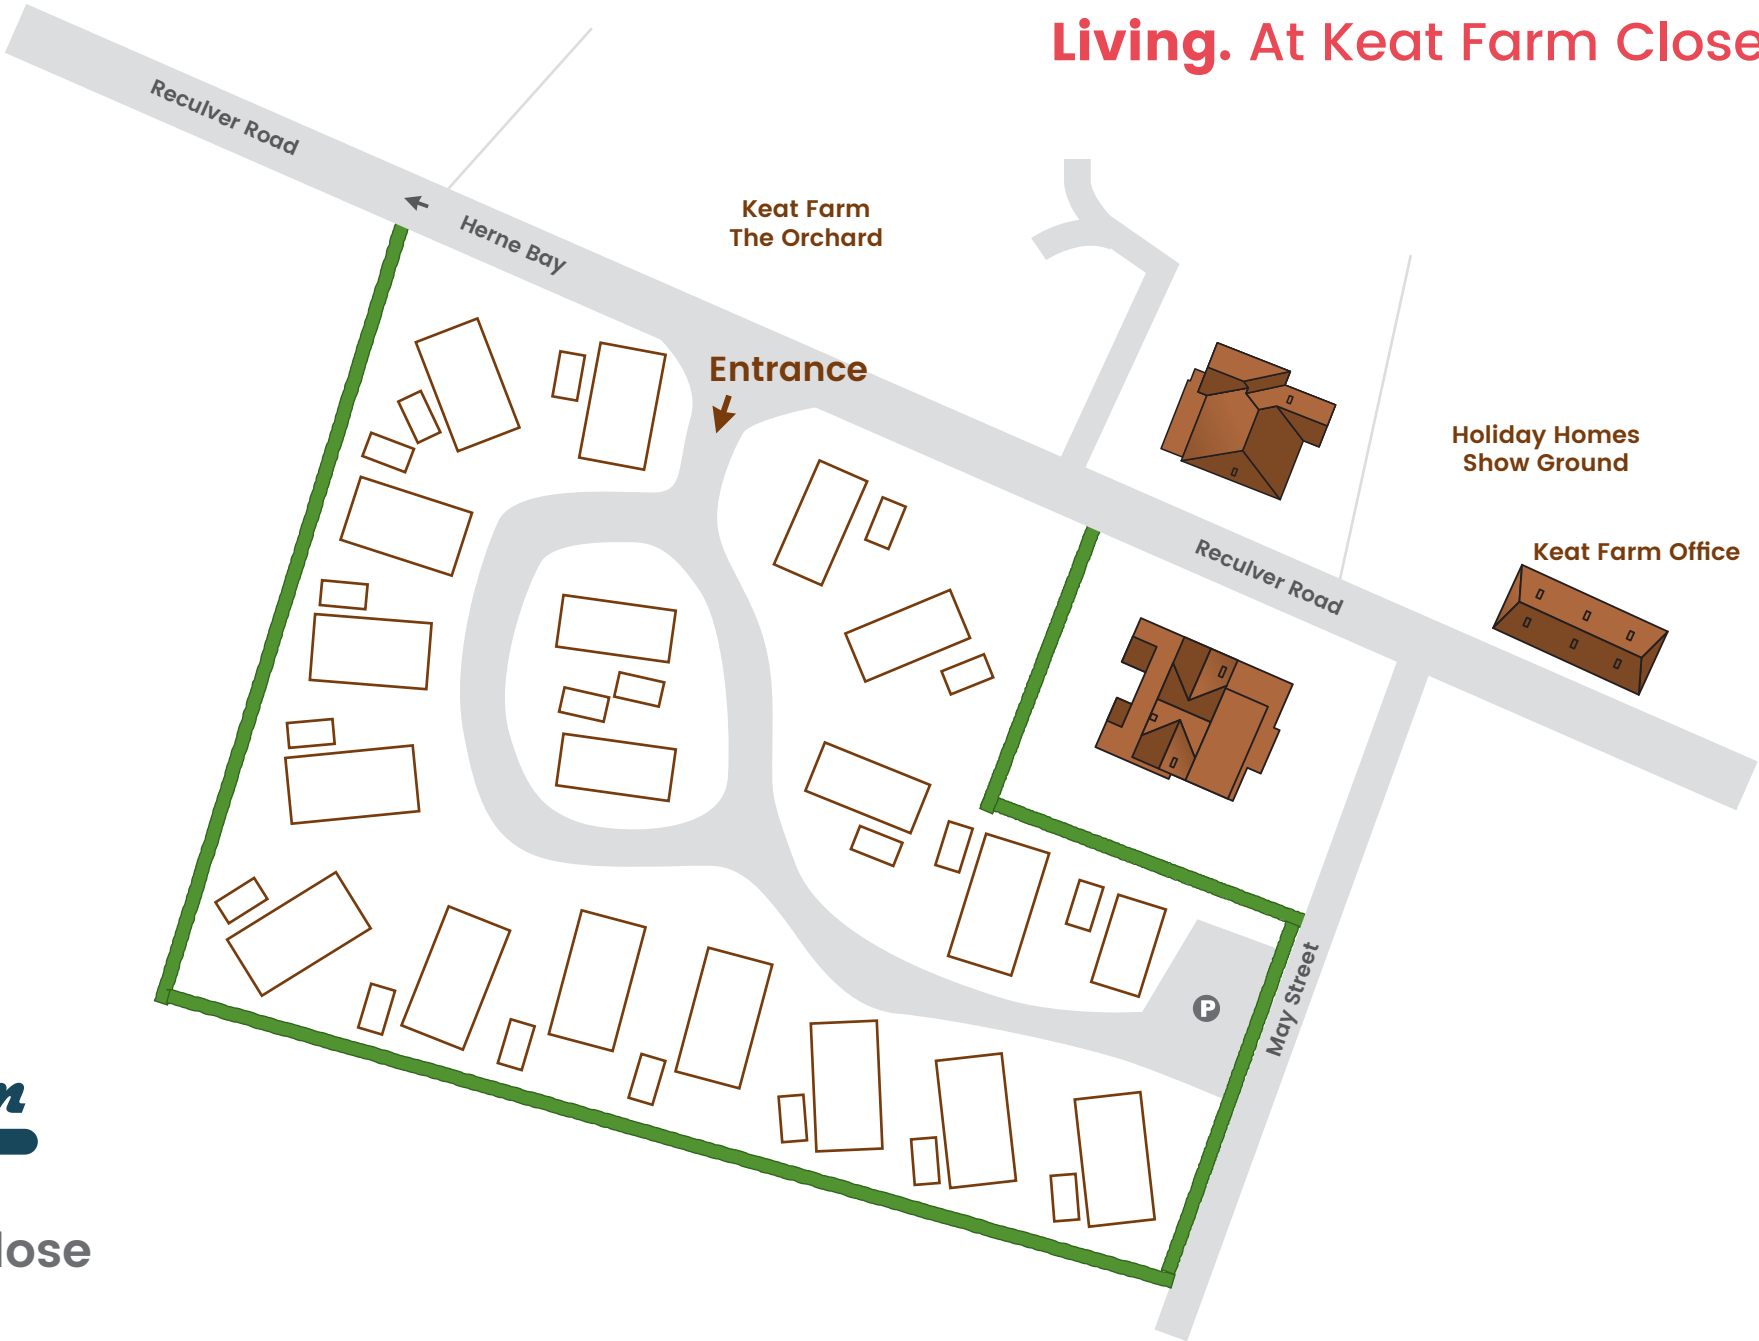 Living. At Keat Farm Close
Reculver Road
Herne Bay
Keat Farm
The Orchard
Entrance
Holiday Homes
Show Ground
Keat Farm Office
Reculver Road
P
May Street